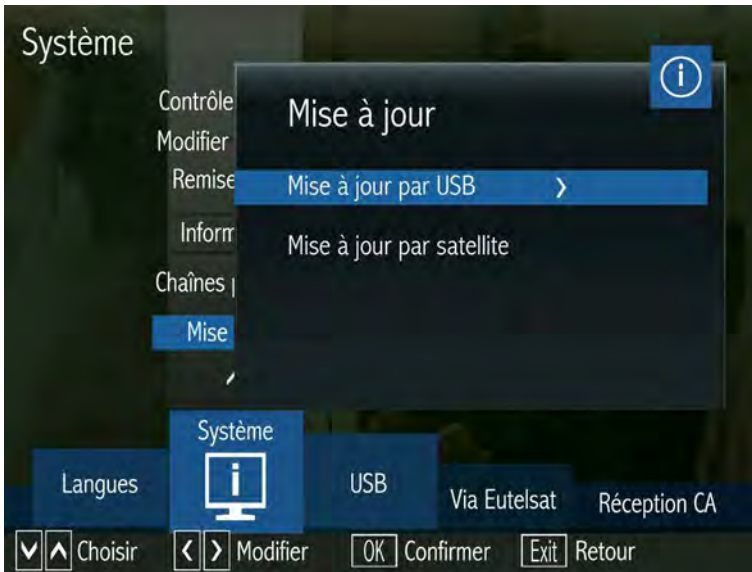 Système
Contrôle
Modifier
Remise
Inform
Chaînes p
Mise
Mise à jour
Mise à jour par USB
Mise à jour par satellite
Langues
Système
USB
Via Eutelsat
Réception CA
Choisir
Modifier
OK Confirmer
Exit Retour